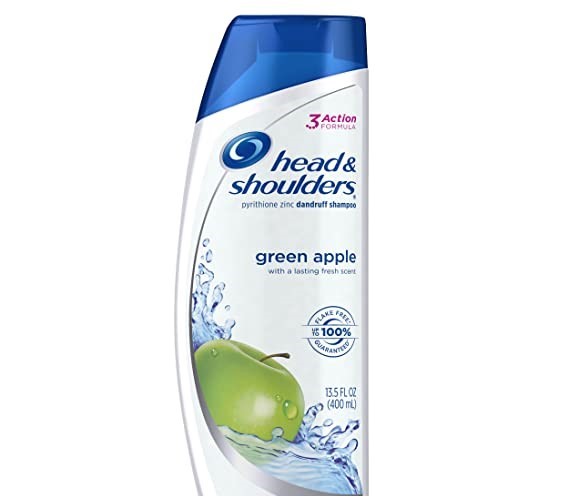 3 Action
FORMULA
head &
shoulders®
pyrithione zinc dandruff shampoo
green apple
with a lasting fresh scent
FLAKE FREE*
UP TO 100%
GUARANTEED
13.5 FL OZ
(400 mL)